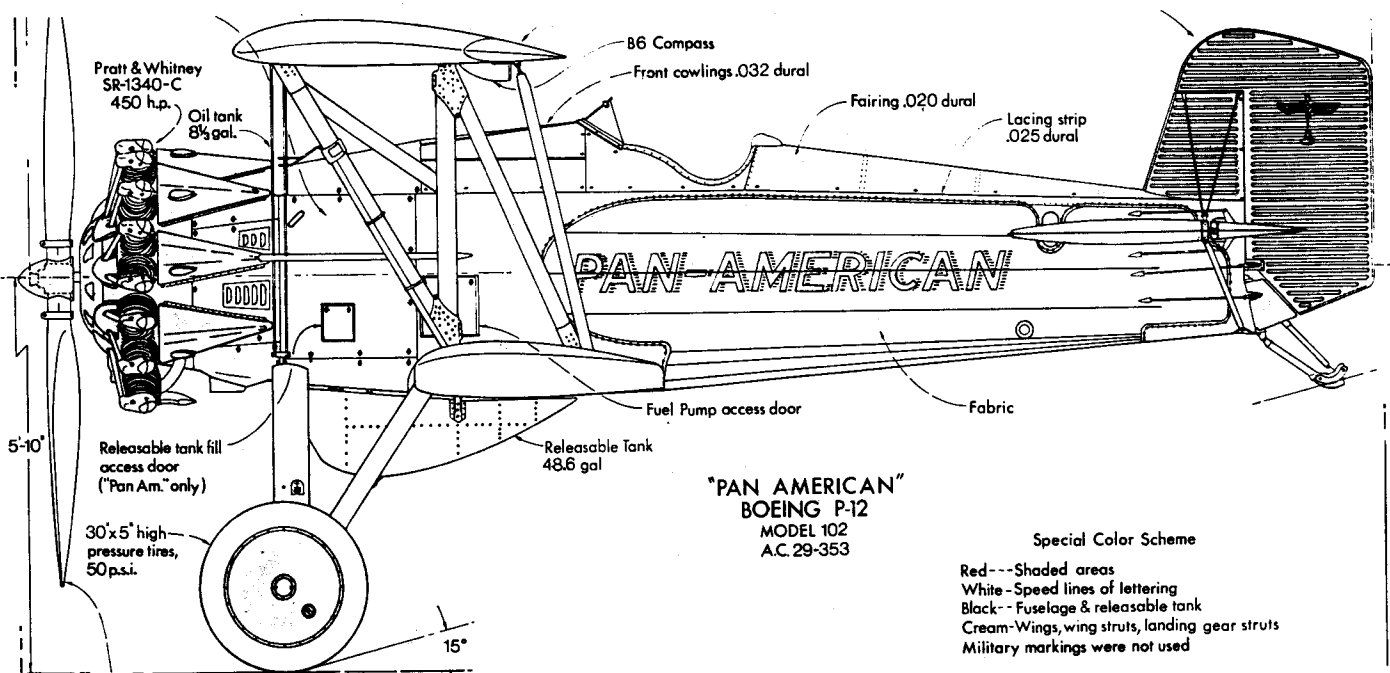 B6 Compass
Pratt & Whitney
SR-1340-C
450 h.p.
Front cowlings .032 dural
Oil tank
8⅓ gal.
Fairing .020 dural
Lacing strip
.025 dural
PAN-AMERICAN
Fuel Pump access door
Fabric
5'-10"
Releasable tank fill
access door
("Pan Am." only)
Releasable Tank
48.6 gal
30"x5" high
pressure tires,
50 p.s.i.
15°
"PAN AMERICAN"
BOEING P-12
MODEL 102
A.C. 29-353
Special Color Scheme
Red---Shaded areas
White-Speed lines of lettering
Black--Fuselage & releasable tank
Cream-Wings, wing struts, landing gear struts
Military markings were not used